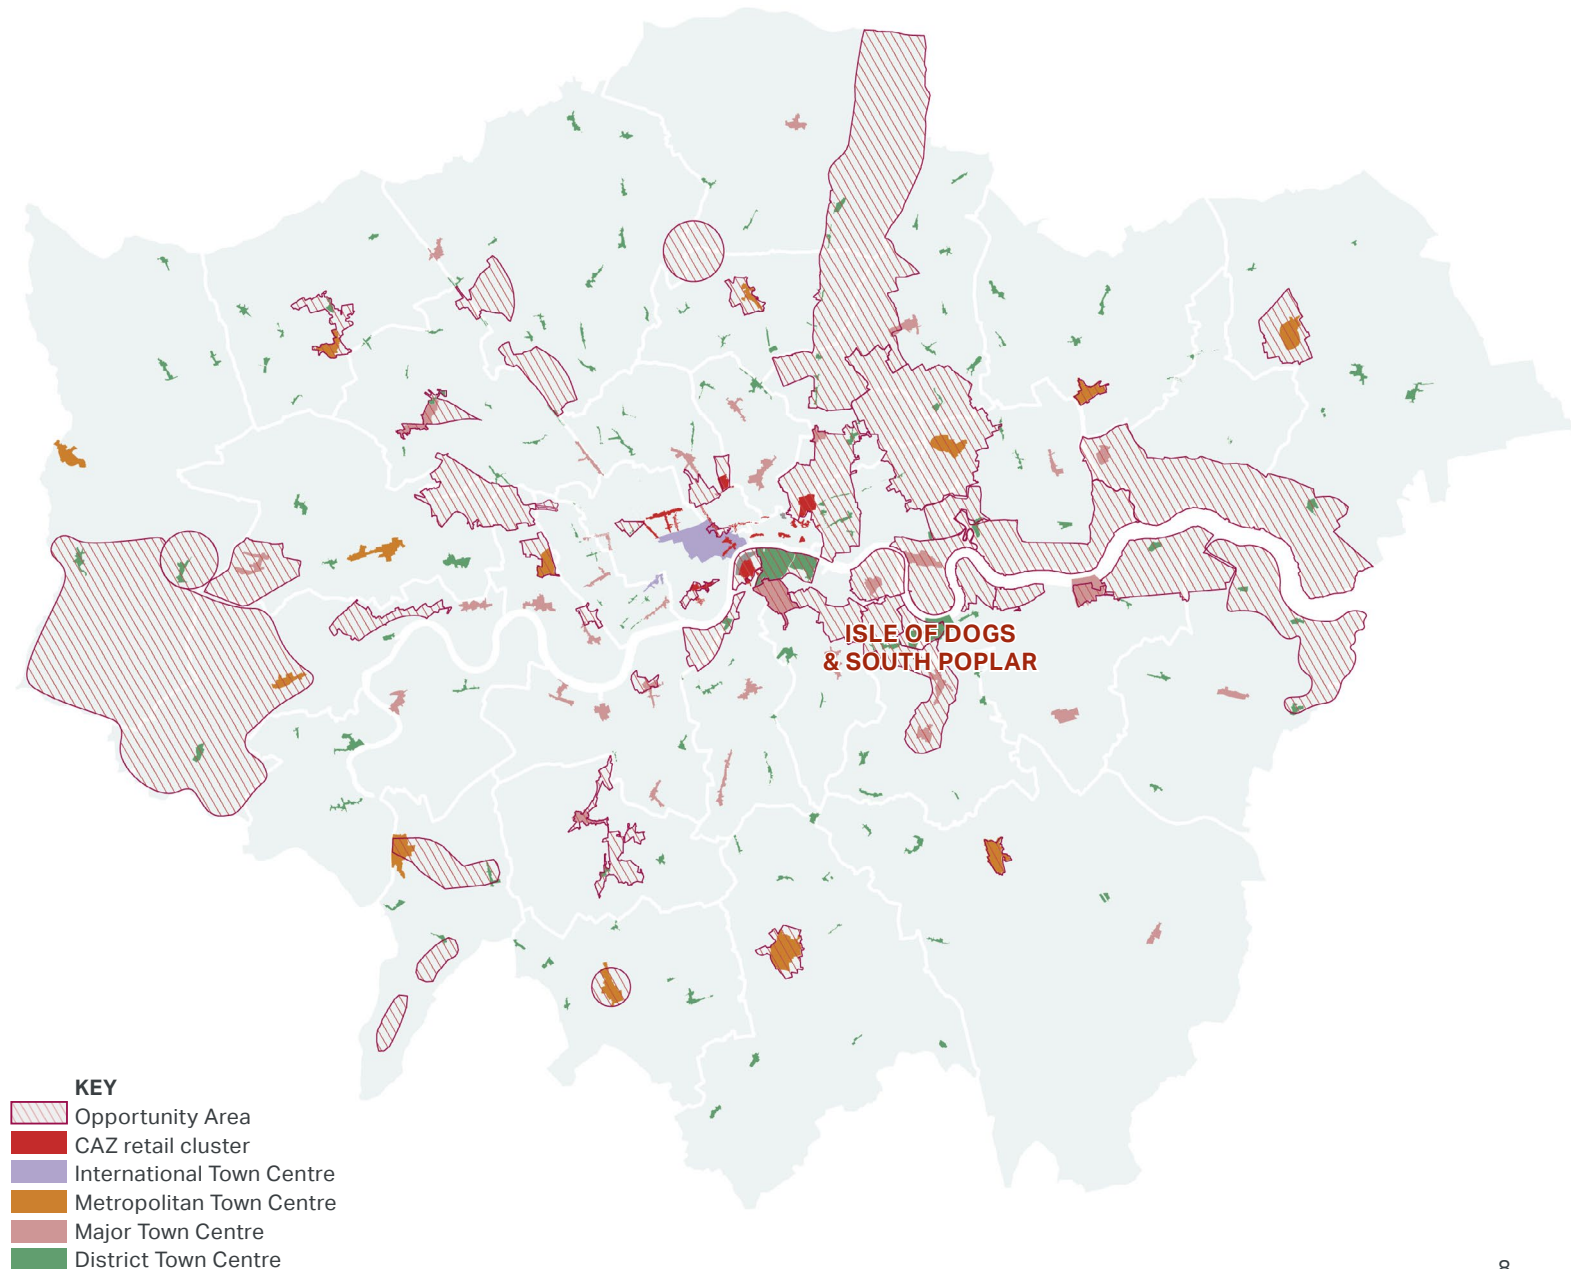 ISLE OF DOGS
& SOUTH POPLAR
KEY
Opportunity Area
CAZ retail cluster
International Town Centre
Metropolitan Town Centre
Major Town Centre
District Town Centre
8